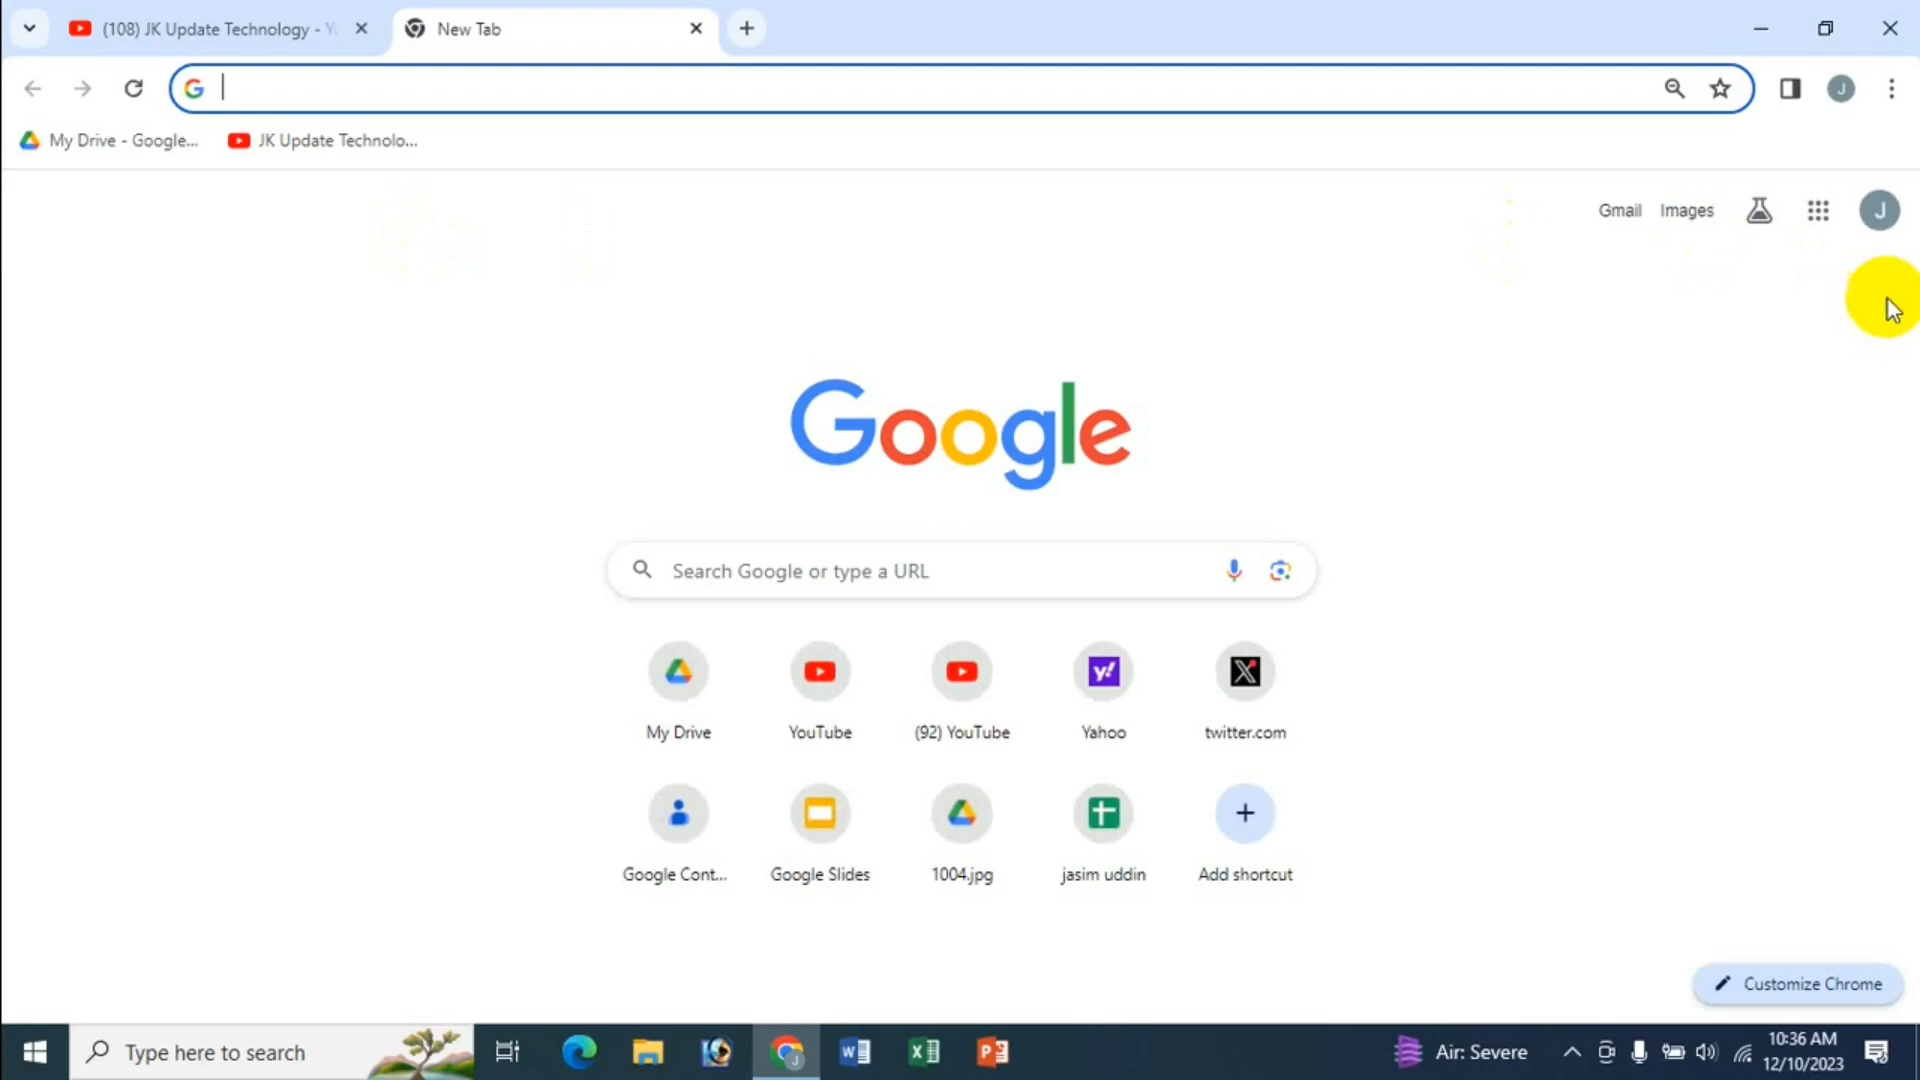 (108) JK Update Technology - Y
New Tab
My Drive - Google...
JK Update Technolo...
Gmail
Images
J
Google
Search Google or type a URL
My Drive
YouTube
(92) YouTube
Yahoo
twitter.com
Google Cont...
Google Slides
1004.jpg
jasim uddin
Add shortcut
Customize Chrome
Type here to search
Air: Severe
10:36 AM
12/10/2023